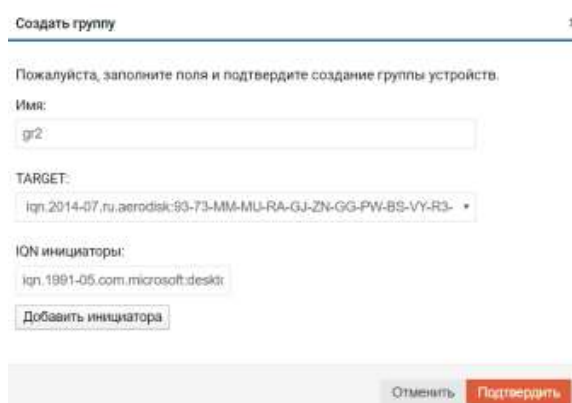 Создать группу
Пожалуйста, заполните поля и подтвердите создание группы устройств.
Имя:
gr2
TARGET:
iqn.2014-07.ru.aerodisk:93-73-MM-MU-RA-GJ-ZN-GG-PW-BS-VY-R3-
IQN инициаторы:
iqn.1991-05.com.microsoft:deskt
Добавить инициатора
Отменить Подтвердить